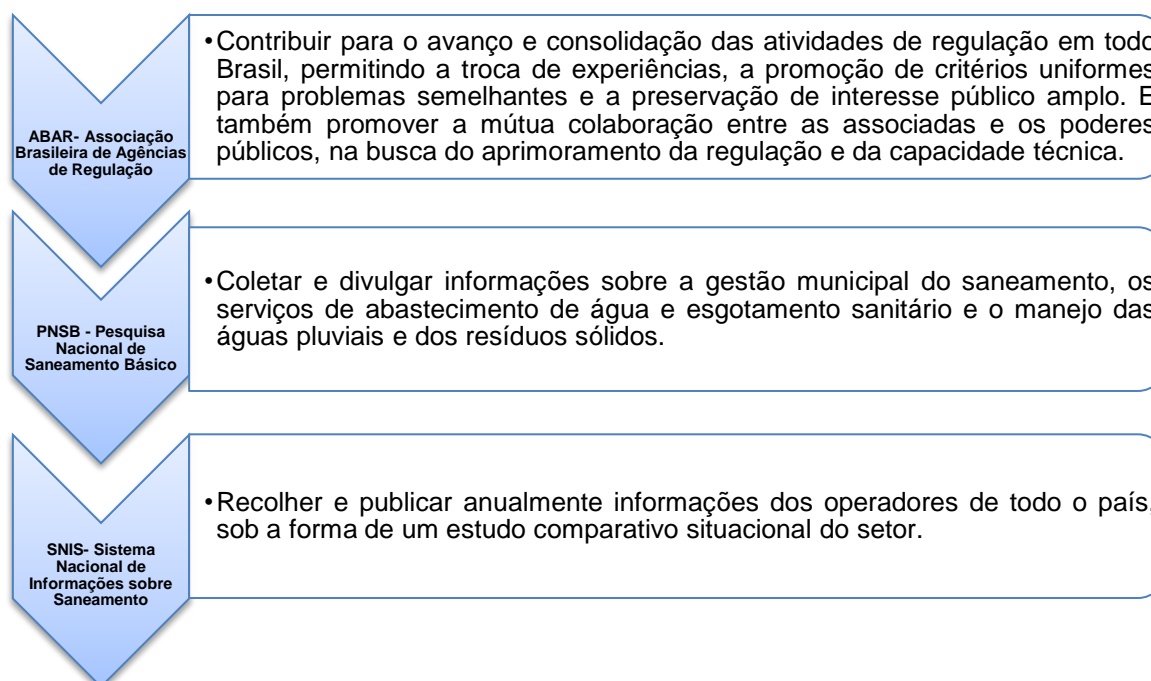 ABAR- Associação
Brasileira de Agências
de Regulação
•Contribuir para o avanço e consolidação das atividades de regulação em todo
Brasil, permitindo a troca de experiências, a promoção de critérios uniformes
para problemas semelhantes e a preservação de interesse público amplo. E
também promover a mútua colaboração entre as associadas e os poderes
públicos, na busca do aprimoramento da regulação e da capacidade técnica.
PNSB - Pesquisa
Nacional de
Saneamento Básico
•Coletar e divulgar informações sobre a gestão municipal do saneamento, os
serviços de abastecimento de água e esgotamento sanitário e o manejo das
águas pluviais e dos resíduos sólidos.
SNIS- Sistema
Nacional de
Informações sobre
Saneamento
•Recolher e publicar anualmente informações dos operadores de todo o país,
sob a forma de um estudo comparativo situacional do setor.